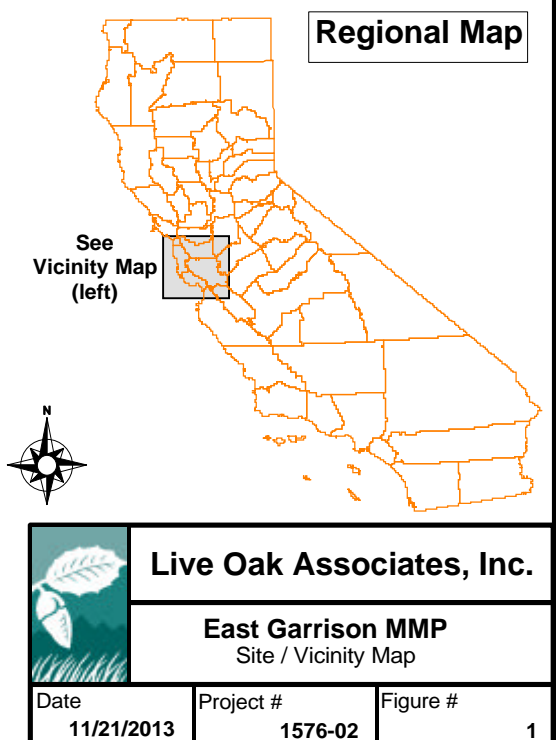 Regional Map
See
Vicinity Map
(left)
N
Live Oak Associates, Inc.
East Garrison MMP
Site / Vicinity Map
Date Project # Figure #
11/21/2013 1576-02 1